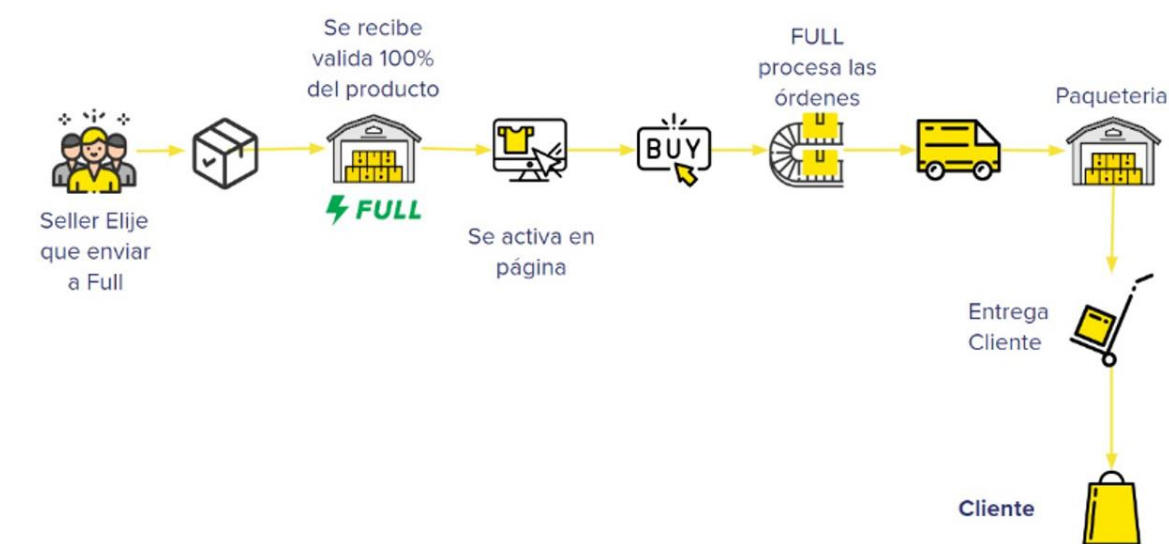 Se recibe
valida 100%
del producto
FULL
procesa las
órdenes
Paqueteria
BUY
FULL
Seller Elije
que enviar
a Full
Se activa en
página
Entrega
Cliente
Cliente